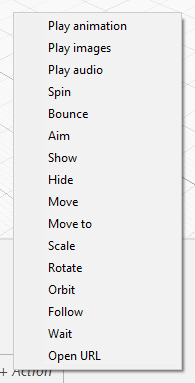 Play animation
Play images
Play audio
Spin
Bounce
Aim
Show
Hide
Move
Move to
Scale
Rotate
Orbit
Follow
Wait
Open URL
+ Action